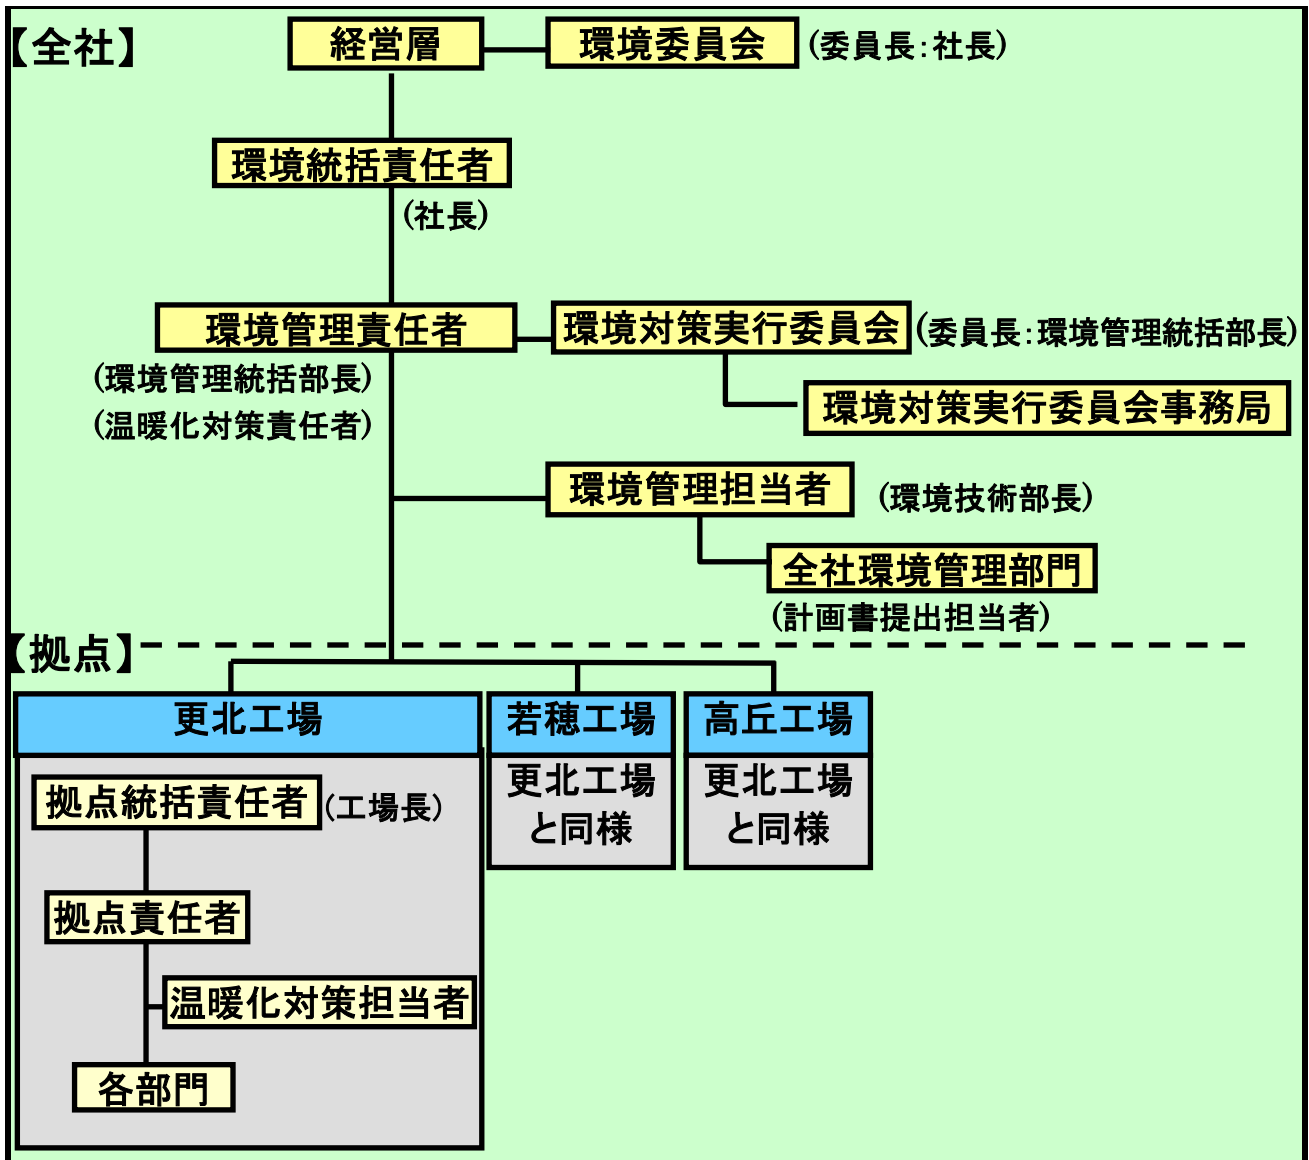 【全社】
経営層
環境委員会
(委員長:社長)
環境統括責任者
(社長)
環境管理責任者
環境対策実行委員会
(委員長:環境管理統括部長)
(環境管理統括部長)
(温暖化対策責任者)
環境対策実行委員会事務局
環境管理担当者
(環境技術部長)
全社環境管理部門
(計画書提出担当者)
【拠点】
更北工場
若穂工場
高丘工場
更北工場
と同様
更北工場
と同様
拠点統括責任者
(工場長)
拠点責任者
温暖化対策担当者
各部門